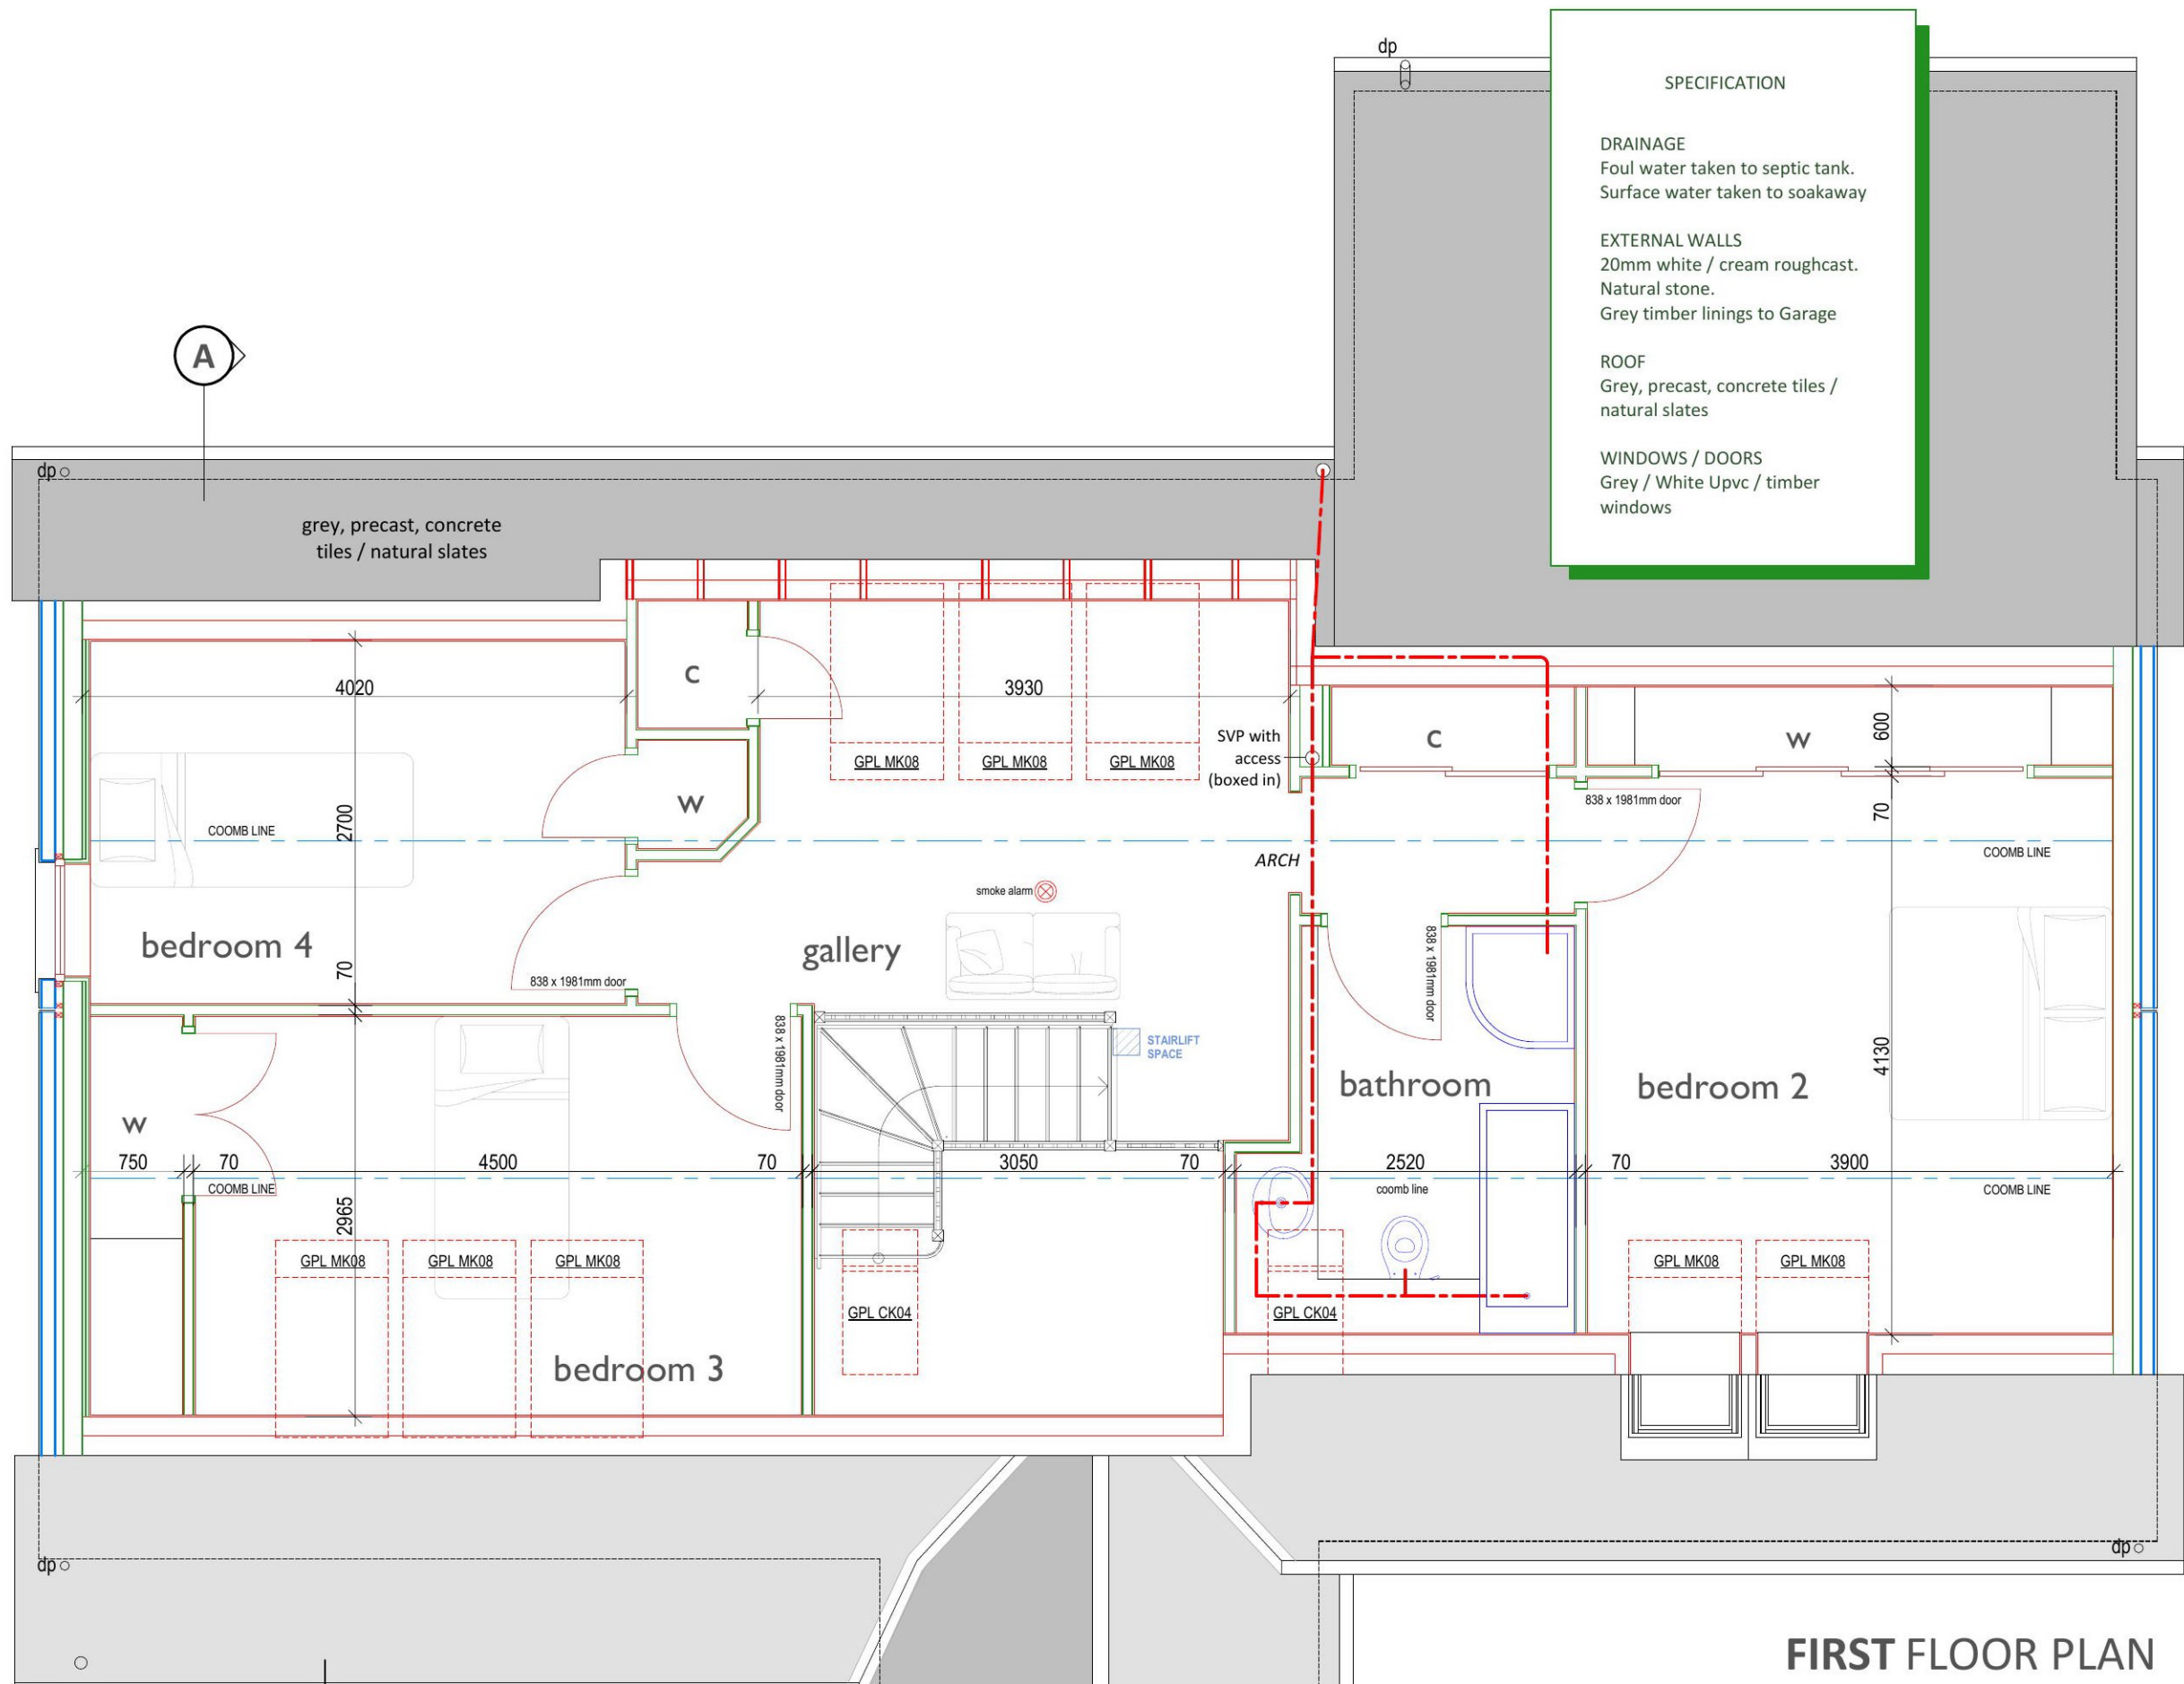 dp
SPECIFICATION
DRAINAGE
Foul water taken to septic tank.
Surface water taken to soakaway
EXTERNAL WALLS
20mm white / cream roughcast.
Natural stone.
Grey timber linings to Garage
ROOF
Grey, precast, concrete tiles /
natural slates
WINDOWS / DOORS
Grey / White Upvc / timber
windows
A
dp
grey, precast, concrete
tiles / natural slates
4020
C
3930
600
SVP with
access
(boxed in)
C
W
GPL MK08
GPL MK08
GPL MK08
W
838 x 1981mm door
70
2700
COOMB LINE
COOMB LINE
ARCH
smoke alarm
bedroom 4
gallery
70
838 x 1981mm door
838 x 1981mm door
838 x 1981mm door
STAIRLIFT
SPACE
4130
bathroom
bedroom 2
W
750
70
4500
70
3050
70
2520
70
3900
COOMB LINE
coomb line
COOMB LINE
2965
GPL MK08
GPL MK08
GPL MK08
GPL MK08
GPL MK08
GPL CK04
GPL CK04
bedroom 3
dp
dp
FIRST FLOOR PLAN